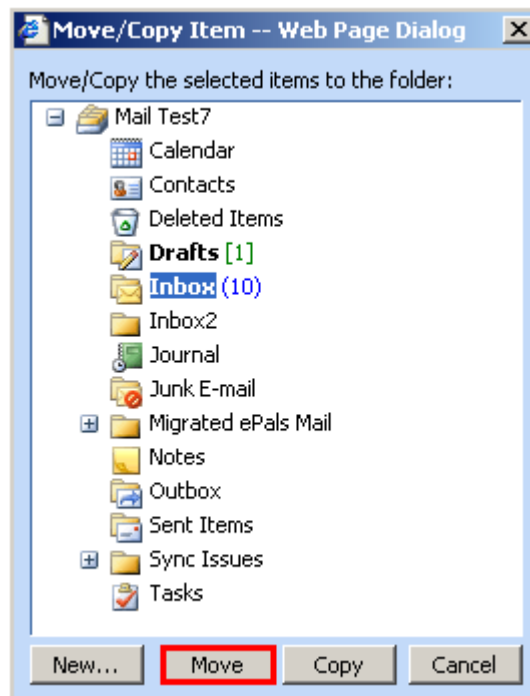 Move/Copy Item -- Web Page Dialog
Move/Copy the selected items to the folder:
Mail Test7
Calendar
Contacts
Deleted Items
Drafts [1]
Inbox (10)
Inbox2
Journal
Junk E-mail
Migrated ePals Mail
Notes
Outbox
Sent Items
Sync Issues
Tasks
New... Move Copy Cancel